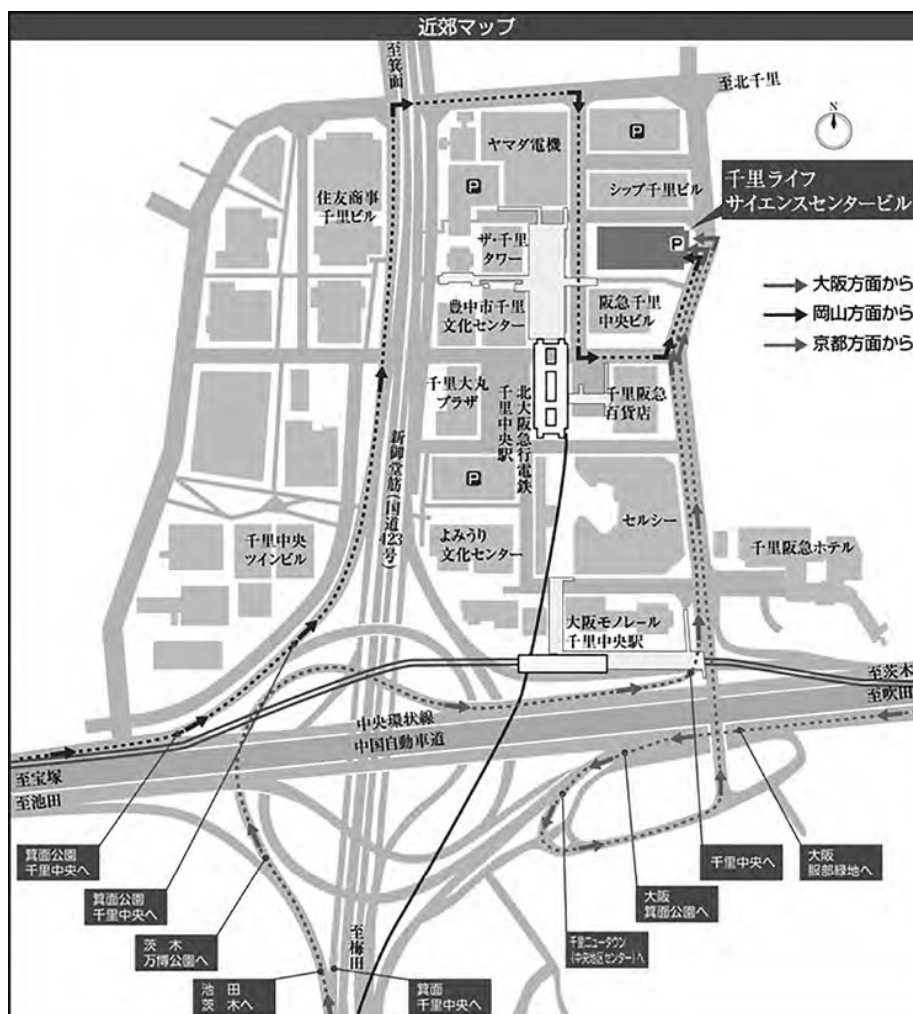 近郊マップ
至箕面
至北千里
N
ヤマダ電機
P
P
シップ千里ビル
千里ライフ
サイエンスセンタービル
P
住友商事
千里ビル
ザ・千里
タワー
大阪方面から
岡山方面から
京都方面から
豊中市千里
文化センター
阪急千里
中央ビル
千里大丸
プラザ
北大阪急行電鉄
千里中央駅
千里阪急
百貨店
新御堂筋(国道423号)
P
セルシー
千里中央
ツインビル
よみうり
文化センター
千里阪急ホテル
大阪モノレール
千里中央駅
至茨木
至吹田
中央環状線
中国自動車道
至宝塚
至池田
箕面公園
千里中央へ
箕面公園
千里中央へ
茨 木
万博公園へ
池 田
茨 木へ
至梅田
箕面
千里中央へ
千里ニュータウン
(中央地区センター)へ
大阪
箕面公園へ
千里中央へ
大阪
服部緑地へ